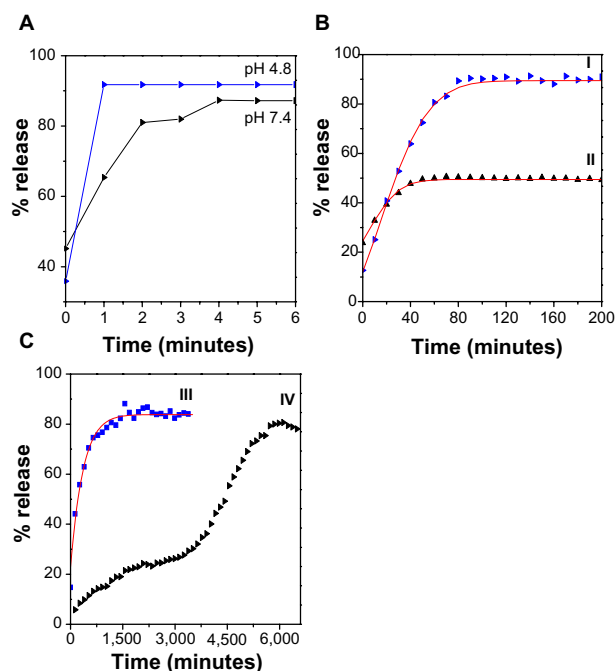 A
100
80
60
40
% release
pH 4.8
pH 7.4
0 1 2 3 4 5 6
Time (minutes)
B
100
80
60
40
20
0
% release
I
II
0 40 80 120 160 200
Time (minutes)
C
100
80
60
40
20
0
% release
III
IV
0 1,500 3,000 4,500 6,000
Time (minutes)